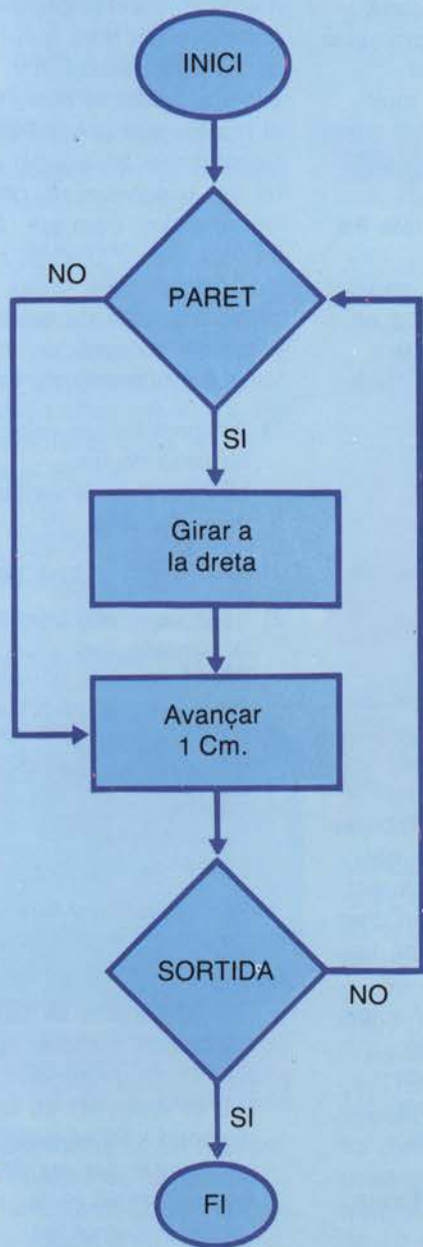 INICI
NO
PARET
SI
Girar a
la dreta
Avançar
1 Cm.
SORTIDA
NO
SI
FI